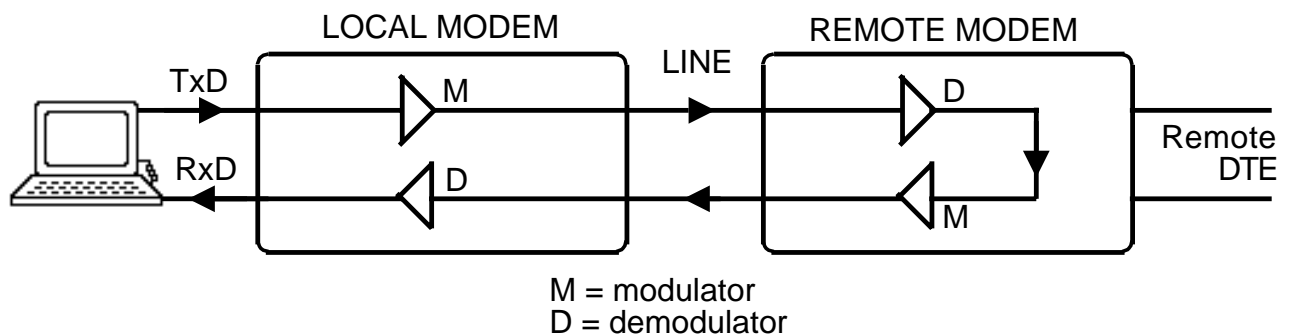 LOCAL MODEM
REMOTE MODEM
LINE
TxD
M
D
Remote
DTE
RxD
D
M
M = modulator
D = demodulator